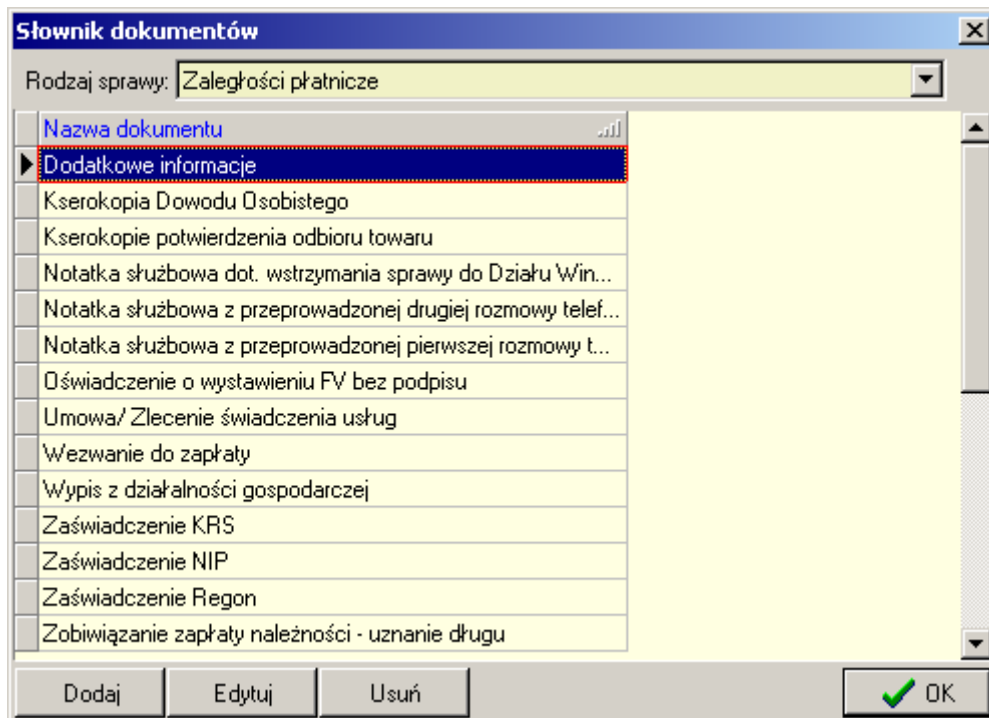 Słownik dokumentów
Rodzaj sprawy: Zaległości płatnicze
Nazwa dokumentu
Dodatkowe informacje
Kserokopia Dowodu Osobistego
Kserokopie potwierdzenia odbioru towaru
Notatka służbowa dot. wstrzymania sprawy do Działu Win...
Notatka służbowa z przeprowadzonej drugiej rozmowy telef...
Notatka służbowa z przeprowadzonej pierwszej rozmowy t...
Oświadczenie o wystawieniu FV bez podpisu
Umowa/ Zlecenie świadczenia usług
Wezwanie do zapłaty
Wypis z działalności gospodarczej
Zaświadczenie KRS
Zaświadczenie NIP
Zaświadczenie Regon
Zobiwiązanie zapłaty należności - uznanie długu
Dodaj Edytuj Usuń OK